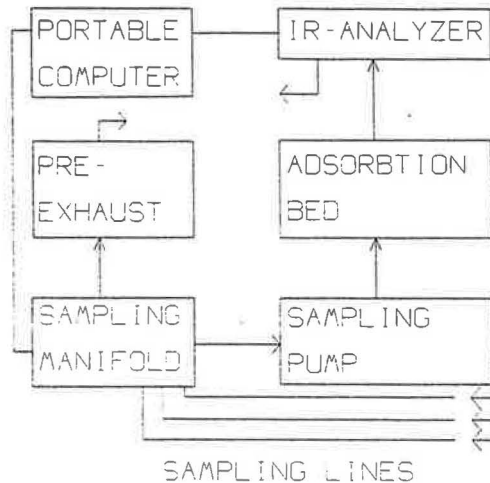 PORTABLE
COMPUTER
IR-ANALYZER
PRE-
EXHAUST
ADSORBTION
BED
SAMPLING
MANIFOLD
SAMPLING
PUMP
SAMPLING LINES